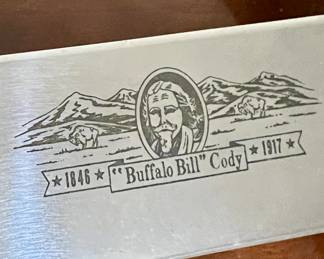 ★ 1846 ★ "Buffalo Bill" Cody ★ 1917 ★